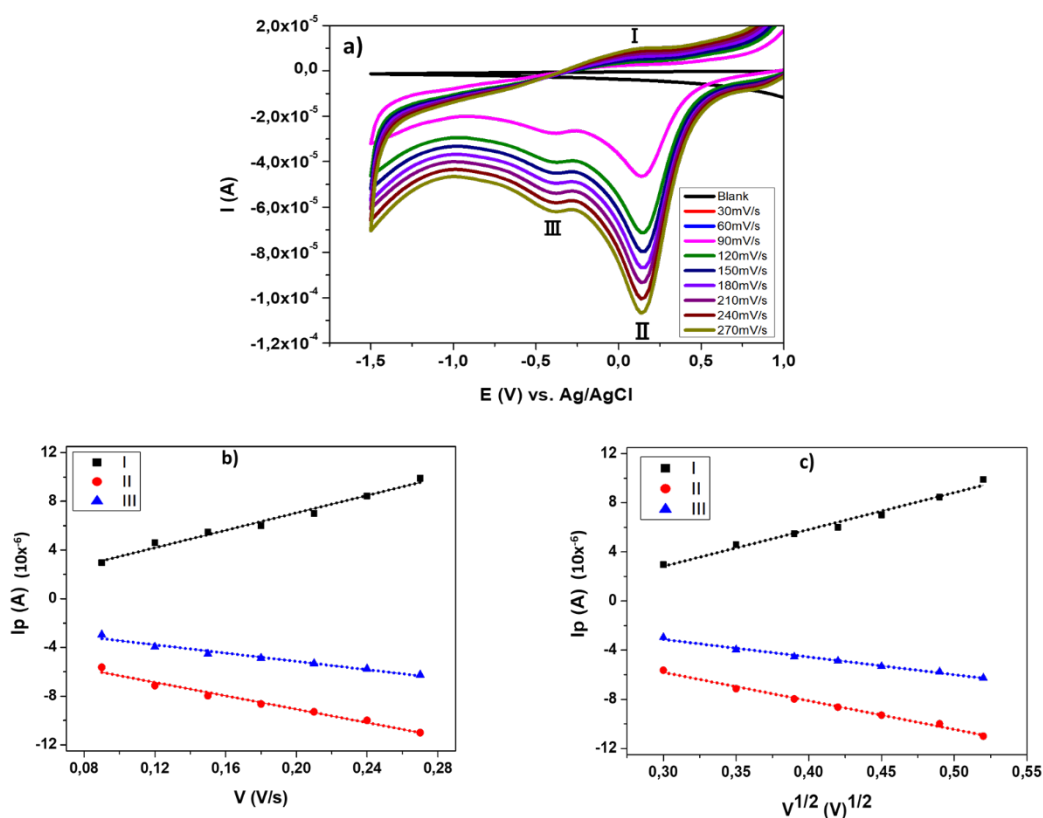 a)
I
2,0x10⁻⁵
0,0
-2,0x10⁻⁵
-4,0x10⁻⁵
-6,0x10⁻⁵
-8,0x10⁻⁵
-1,0x10⁻⁴
-1,2x10⁻⁴
I (A)
III
II
Blank
30mV/s
60mV/s
90mV/s
120mV/s
150mV/s
180mV/s
210mV/s
240mV/s
270mV/s
-1,5 -1,0 -0,5 0,0 0,5 1,0
E (V) vs. Ag/AgCl
b)
I
II
III
12
8
4
0
-4
-8
-12
Ip (A) (10x⁻⁶)
0,08 0,12 0,16 0,20 0,24 0,28
V (V/s)
c)
I
II
III
12
8
4
0
-4
-8
-12
Ip (A) (10x⁻⁶)
0,30 0,35 0,40 0,45 0,50 0,55
V¹ᐟ² (V)¹ᐟ²